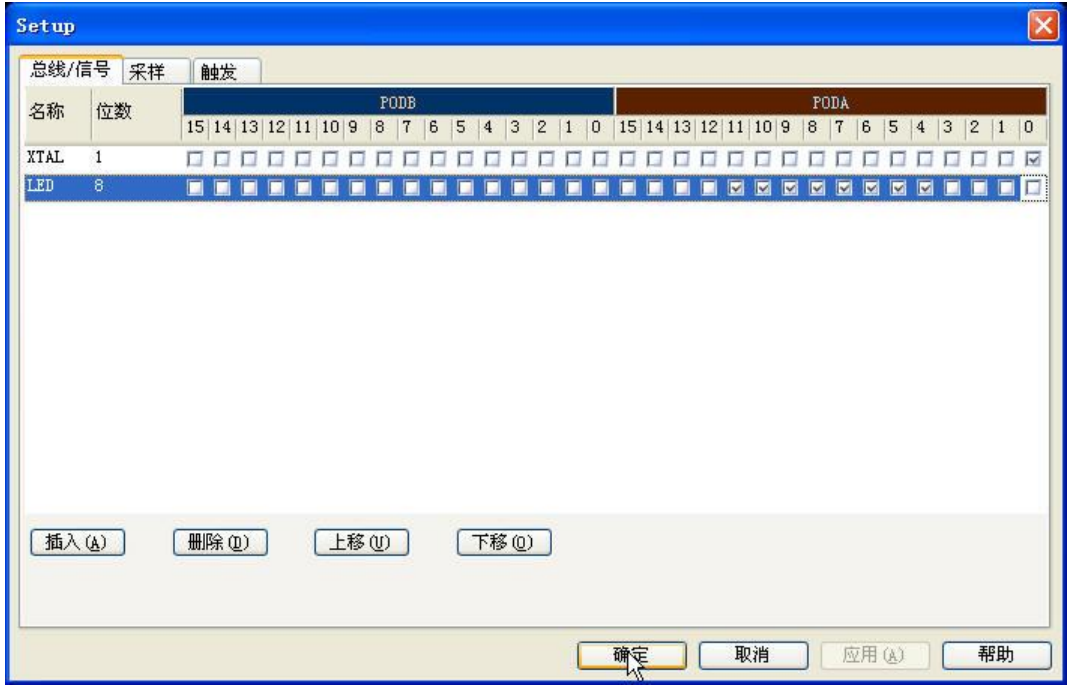 Setup
总线/信号 采样 触发
名称 位数 PODB PODA
15 14 13 12 11 10 9 8 7 6 5 4 3 2 1 0 15 14 13 12 11 10 9 8 7 6 5 4 3 2 1 0
XTAL 1
LED 8
插入(A) 删除(D) 上移(U) 下移(O)
确定 取消 应用(A) 帮助